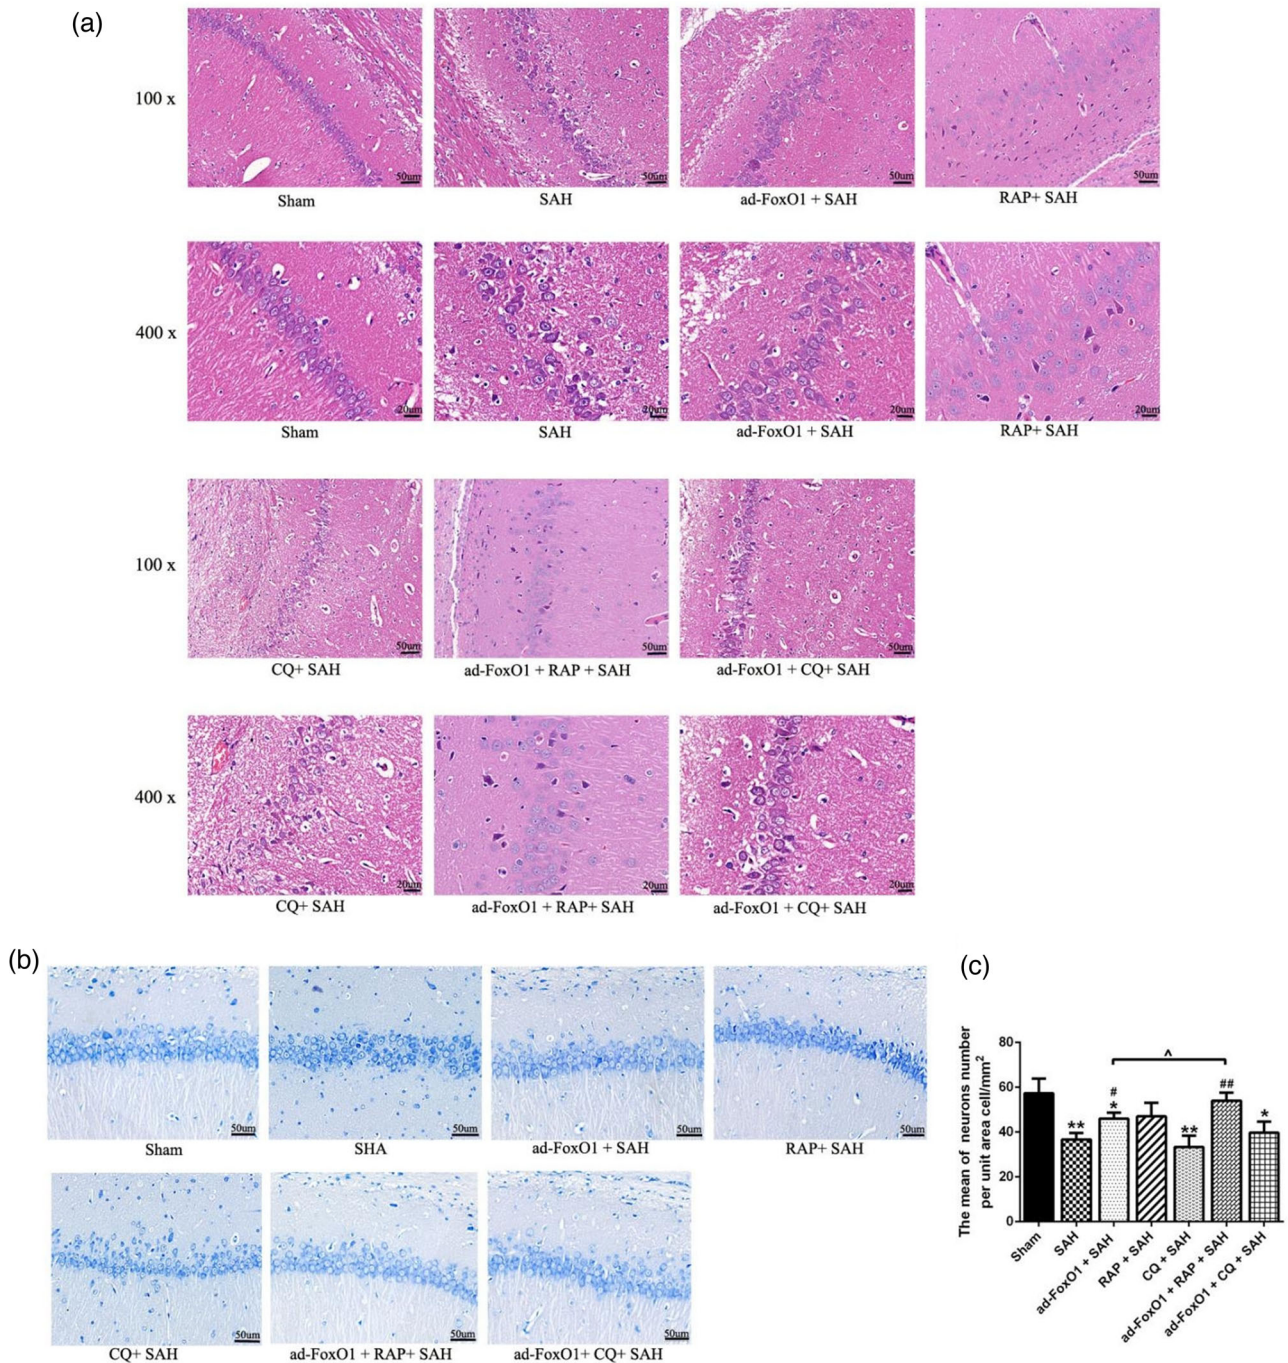 (a)
100 x
50um 50um 50um 50um
Sham SAH ad-FoxO1 + SAH RAP+ SAH
400 x
20um 20um 20um 20um
Sham SAH ad-FoxO1 + SAH RAP+ SAH
100 x
50um 50um 50um
CQ+ SAH ad-FoxO1 + RAP + SAH ad-FoxO1 + CQ+ SAH
400 x
20um 20um 20um
CQ+ SAH ad-FoxO1 + RAP+ SAH ad-FoxO1 + CQ+ SAH
(b)
50um 50um 50um 50um
Sham SHA ad-FoxO1 + SAH RAP+ SAH
50um 50um 50um
CQ+ SAH ad-FoxO1 + RAP+ SAH ad-FoxO1+ CQ+ SAH
(c)
The mean of neurons number
per unit area cell/mm²
80
60
40
20
0
^
**
#
*
**
##
*
Sham
SAH
ad-FoxO1 + SAH
RAP + SAH
CQ + SAH
ad-FoxO1 + RAP + SAH
ad-FoxO1 + CQ + SAH